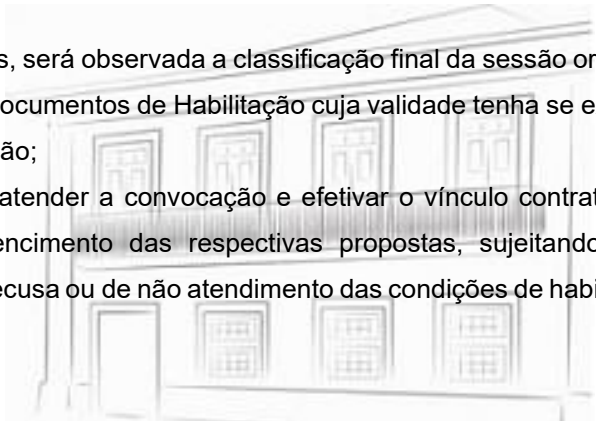 s, será observada a classificação final da sessão or
ocumentos de Habilitação cuja validade tenha se e
ão;
atender a convocação e efetivar o vínculo contrat
encimento das respectivas propostas, sujeitando
ecusa ou de não atendimento das condições de habi